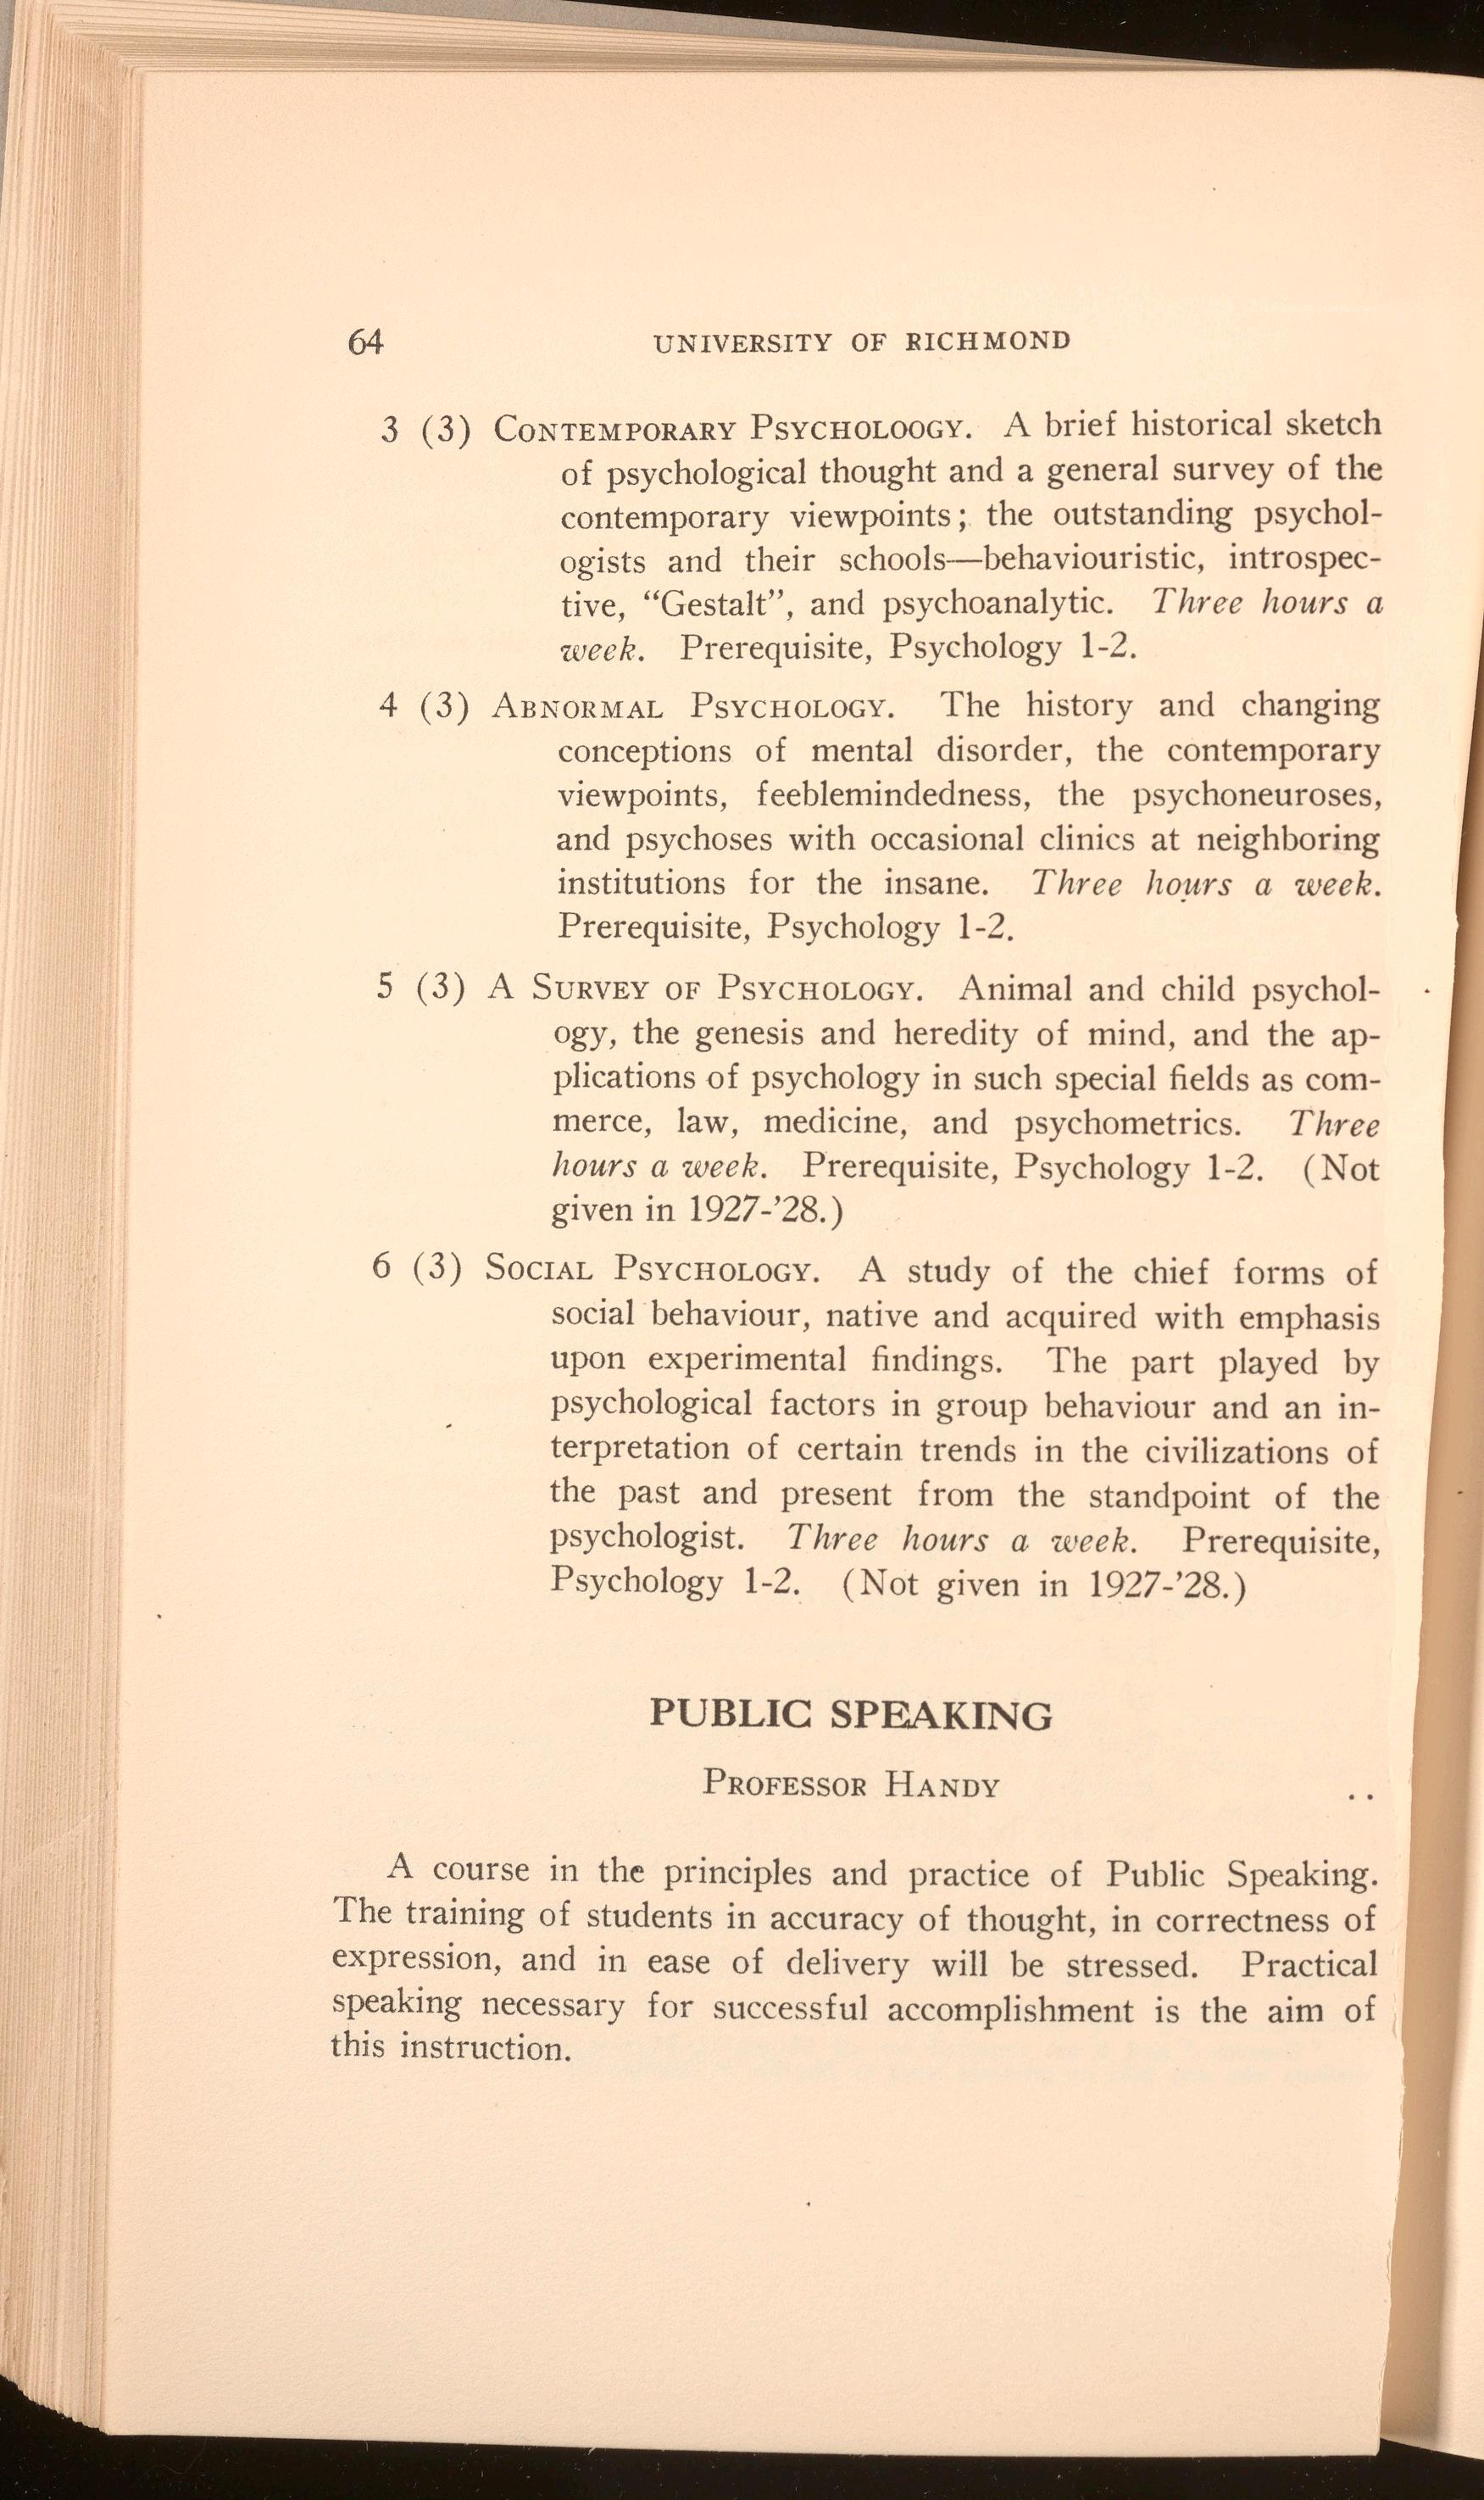 64 UNIVERSITY OF RICHMOND
3 (3) CONTEMPORARY PSYCHOLOOGY. A brief historical sketch
of psychological thought and a general survey of the
contemporary viewpoints; the outstanding psychol-
ogists and their schools—behaviouristic, introspec-
tive, “Gestalt”, and psychoanalytic. Three hours a
week. Prerequisite, Psychology 1-2.
4 (3) ABNORMAL PSYCHOLOGY. The history and changing
conceptions of mental disorder, the contemporary
viewpoints, feeblemindedness, the psychoneuroses,
and psychoses with occasional clinics at neighboring
institutions for the insane. Three hours a week.
Prerequisite, Psychology 1-2.
5 (3) A SURVEY OF PSYCHOLOGY. Animal and child psychol-
ogy, the genesis and heredity of mind, and the ap-
plications of psychology in such special fields as com-
merce, law, medicine, and psychometrics. Three
hours a week. Prerequisite, Psychology 1-2. (Not
given in 1927-’28.)
6 (3) SOCIAL PSYCHOLOGY. A study of the chief forms of
social behaviour, native and acquired with emphasis
upon experimental findings. The part played by
psychological factors in group behaviour and an in-
terpretation of certain trends in the civilizations of
the past and present from the standpoint of the
psychologist. Three hours a week. Prerequisite,
Psychology 1-2. (Not given in 1927-’28.)
PUBLIC SPEAKING
PROFESSOR HANDY
A course in the principles and practice of Public Speaking.
The training of students in accuracy of thought, in correctness of
expression, and in ease of delivery will be stressed. Practical
speaking necessary for successful accomplishment is the aim of
this instruction.